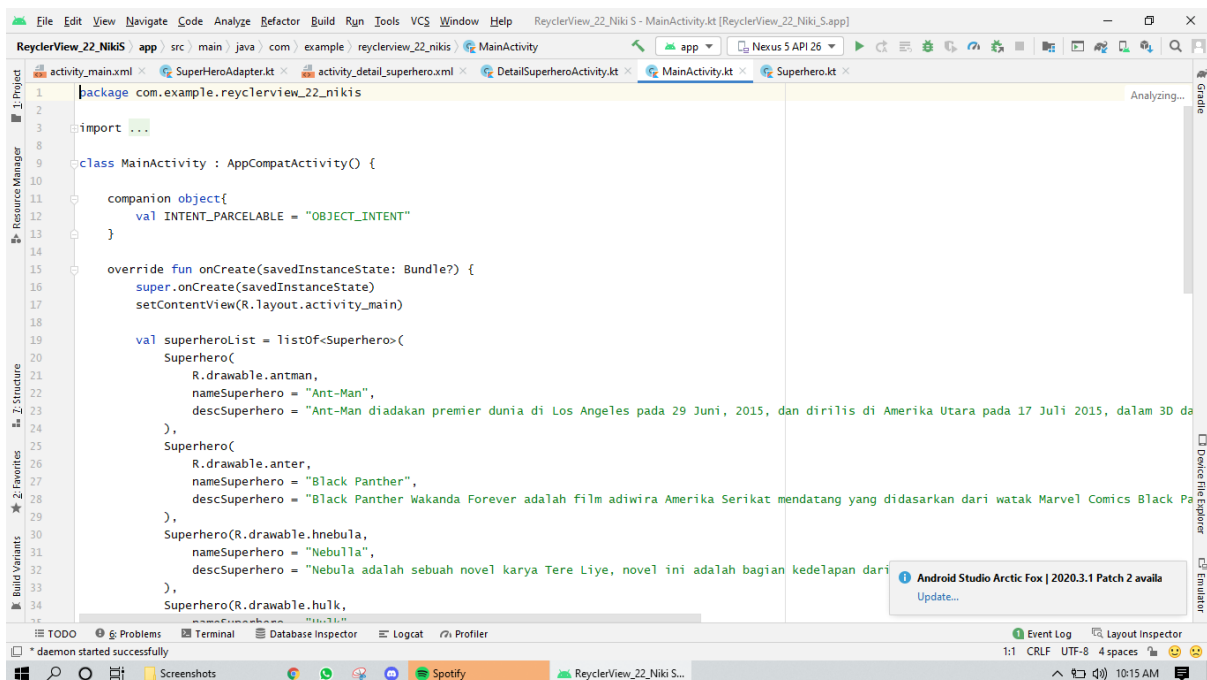 File Edit View Navigate Code Analyze Refactor Build Run Tools VCS Window Help ReyclerView_22_Niki S - MainActivity.kt [ReyclerView_22_Niki_S.app]
ReyclerView_22_NikiS app src main java com example reyclerview_22_nikis MainActivity app Nexus 5 API 26
activity_main.xml SuperHeroAdapter.kt activity_detail_superhero.xml DetailSuperheroActivity.kt MainActivity.kt Superhero.kt
1 package com.example.reyclerview_22_nikis Analyzing...
2
3 import ...
8
9 class MainActivity : AppCompatActivity() {
10
11 companion object{
12 val INTENT_PARCELABLE = "OBJECT_INTENT"
13 }
14
15 override fun onCreate(savedInstanceState: Bundle?) {
16 super.onCreate(savedInstanceState)
17 setContentView(R.layout.activity_main)
18
19 val superheroList = listOf<Superhero>(
20 Superhero(
21 R.drawable.antman,
22 nameSuperhero = "Ant-Man",
23 descSuperhero = "Ant-Man diadakan premier dunia di Los Angeles pada 29 Juni, 2015, dan dirilis di Amerika Utara pada 17 Juli 2015, dalam 3D da
24 ),
25 Superhero(
26 R.drawable.anter,
27 nameSuperhero = "Black Panther",
28 descSuperhero = "Black Panther Wakanda Forever adalah film adiwira Amerika Serikat mendatang yang didasarkan dari watak Marvel Comics Black Pa
29 ),
30 Superhero(R.drawable.hnebula,
31 nameSuperhero = "Nebulla",
32 descSuperhero = "Nebula adalah sebuah novel karya Tere Liye, novel ini adalah bagian kedelapan dari
33 ),
34 Superhero(R.drawable.hulk,
1: Project
Resource Manager
7: Structure
2: Favorites
Build Variants
Gradle
Device File Explorer
Emulator
Android Studio Arctic Fox | 2020.3.1 Patch 2 availa
Update...
TODO 6: Problems Terminal Database Inspector Logcat Profiler Event Log Layout Inspector
* daemon started successfully 1:1 CRLF UTF-8 4 spaces
Screenshots Spotify ReyclerView_22_Niki S... 10:15 AM